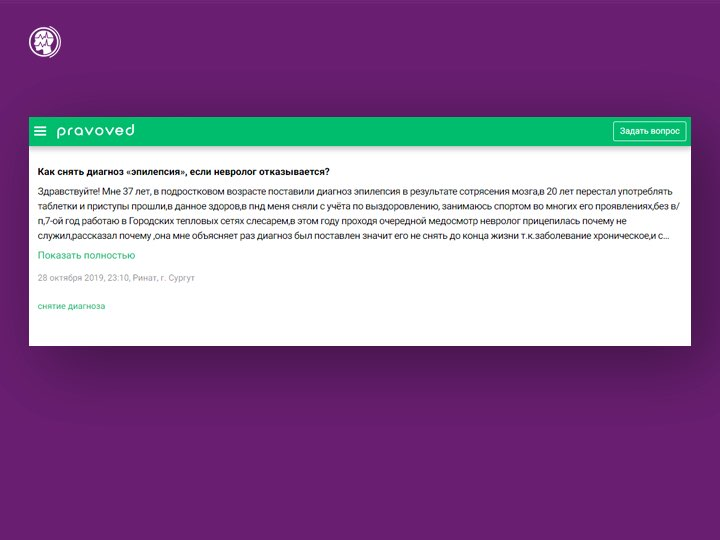 pravoved
Задать вопрос
Как снять диагноз «эпилепсия», если невролог отказывается?
Здравствуйте! Мне 37 лет, в подростковом возрасте поставили диагноз эпилепсия в результате сотрясения мозга,в 20 лет перестал употреблять
таблетки и приступы прошли,в данное здоров,в пнд меня сняли с учёта по выздоровлению, занимаюсь спортом во многих его проявлениях,без в/
п,7-ой год работаю в Городских тепловых сетях слесарем,в этом году проходя очередной медосмотр невролог прицепилась почему не
служил,рассказал почему ,она мне объясняет раз диагноз был поставлен значит его не снять до конца жизни т.к.заболевание хроническое,и с...
Показать полностью
28 октября 2019, 23:10, Ринат, г. Сургут
снятие диагноза